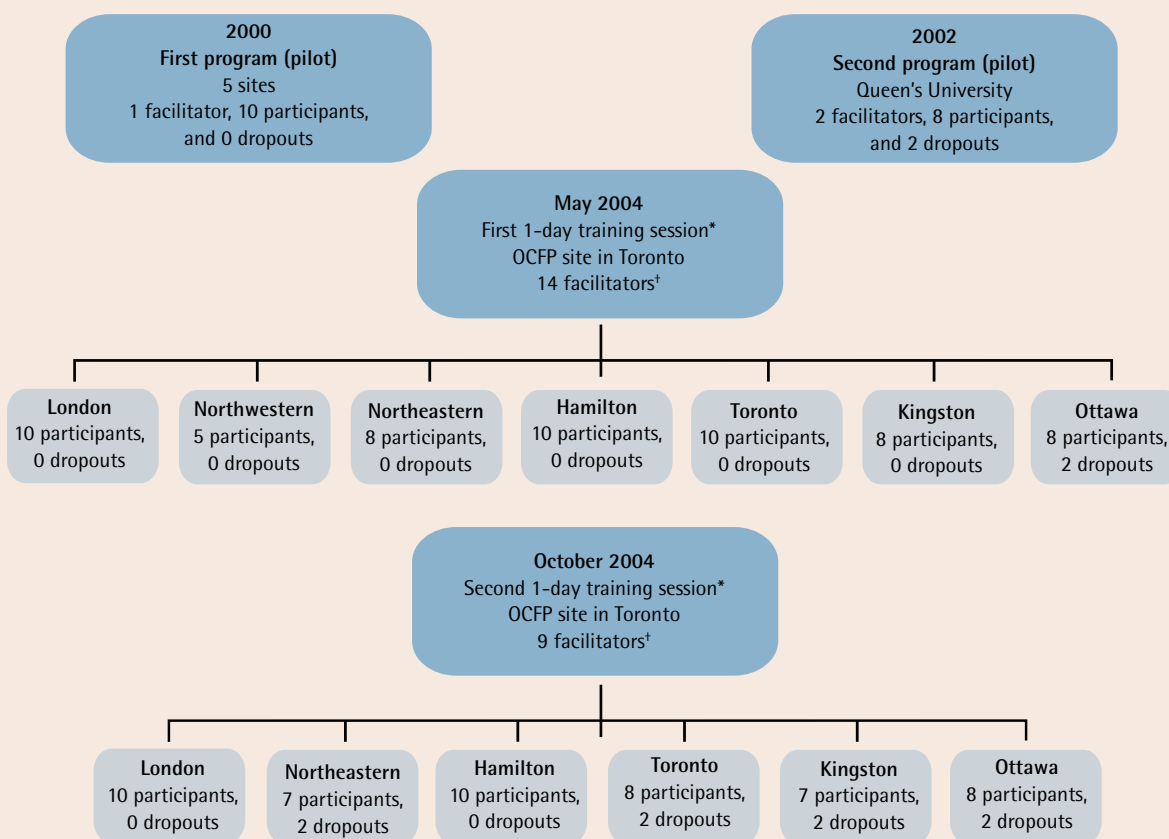 2000
First program (pilot)
5 sites
1 facilitator, 10 participants,
and 0 dropouts
2002
Second program (pilot)
Queen's University
2 facilitators, 8 participants,
and 2 dropouts
May 2004
First 1-day training session*
OCFP site in Toronto
14 facilitators†
London
10 participants,
0 dropouts
Northwestern
5 participants,
0 dropouts
Northeastern
8 participants,
0 dropouts
Hamilton
10 participants,
0 dropouts
Toronto
10 participants,
0 dropouts
Kingston
8 participants,
0 dropouts
Ottawa
8 participants,
2 dropouts
October 2004
Second 1-day training session*
OCFP site in Toronto
9 facilitators†
London
10 participants,
0 dropouts
Northeastern
7 participants,
2 dropouts
Hamilton
10 participants,
0 dropouts
Toronto
8 participants,
2 dropouts
Kingston
7 participants,
2 dropouts
Ottawa
8 participants,
2 dropouts